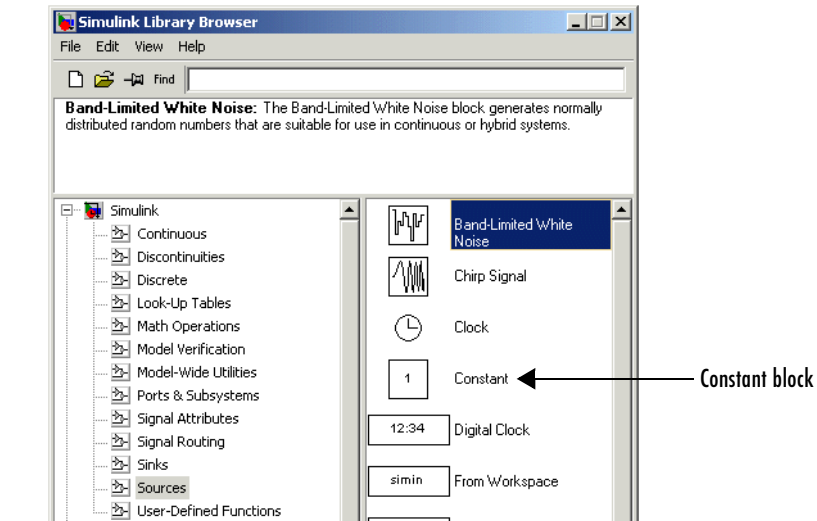 Simulink Library Browser
File Edit View Help
Find
Band-Limited White Noise: The Band-Limited White Noise block generates normally
distributed random numbers that are suitable for use in continuous or hybrid systems.
Simulink
Continuous
Discontinuities
Discrete
Look-Up Tables
Math Operations
Model Verification
Model-Wide Utilities
Ports & Subsystems
Signal Attributes
Signal Routing
Sinks
Sources
User-Defined Functions
Band-Limited White
Noise
Chirp Signal
Clock
1 Constant
12:34 Digital Clock
simin From Workspace
Constant block